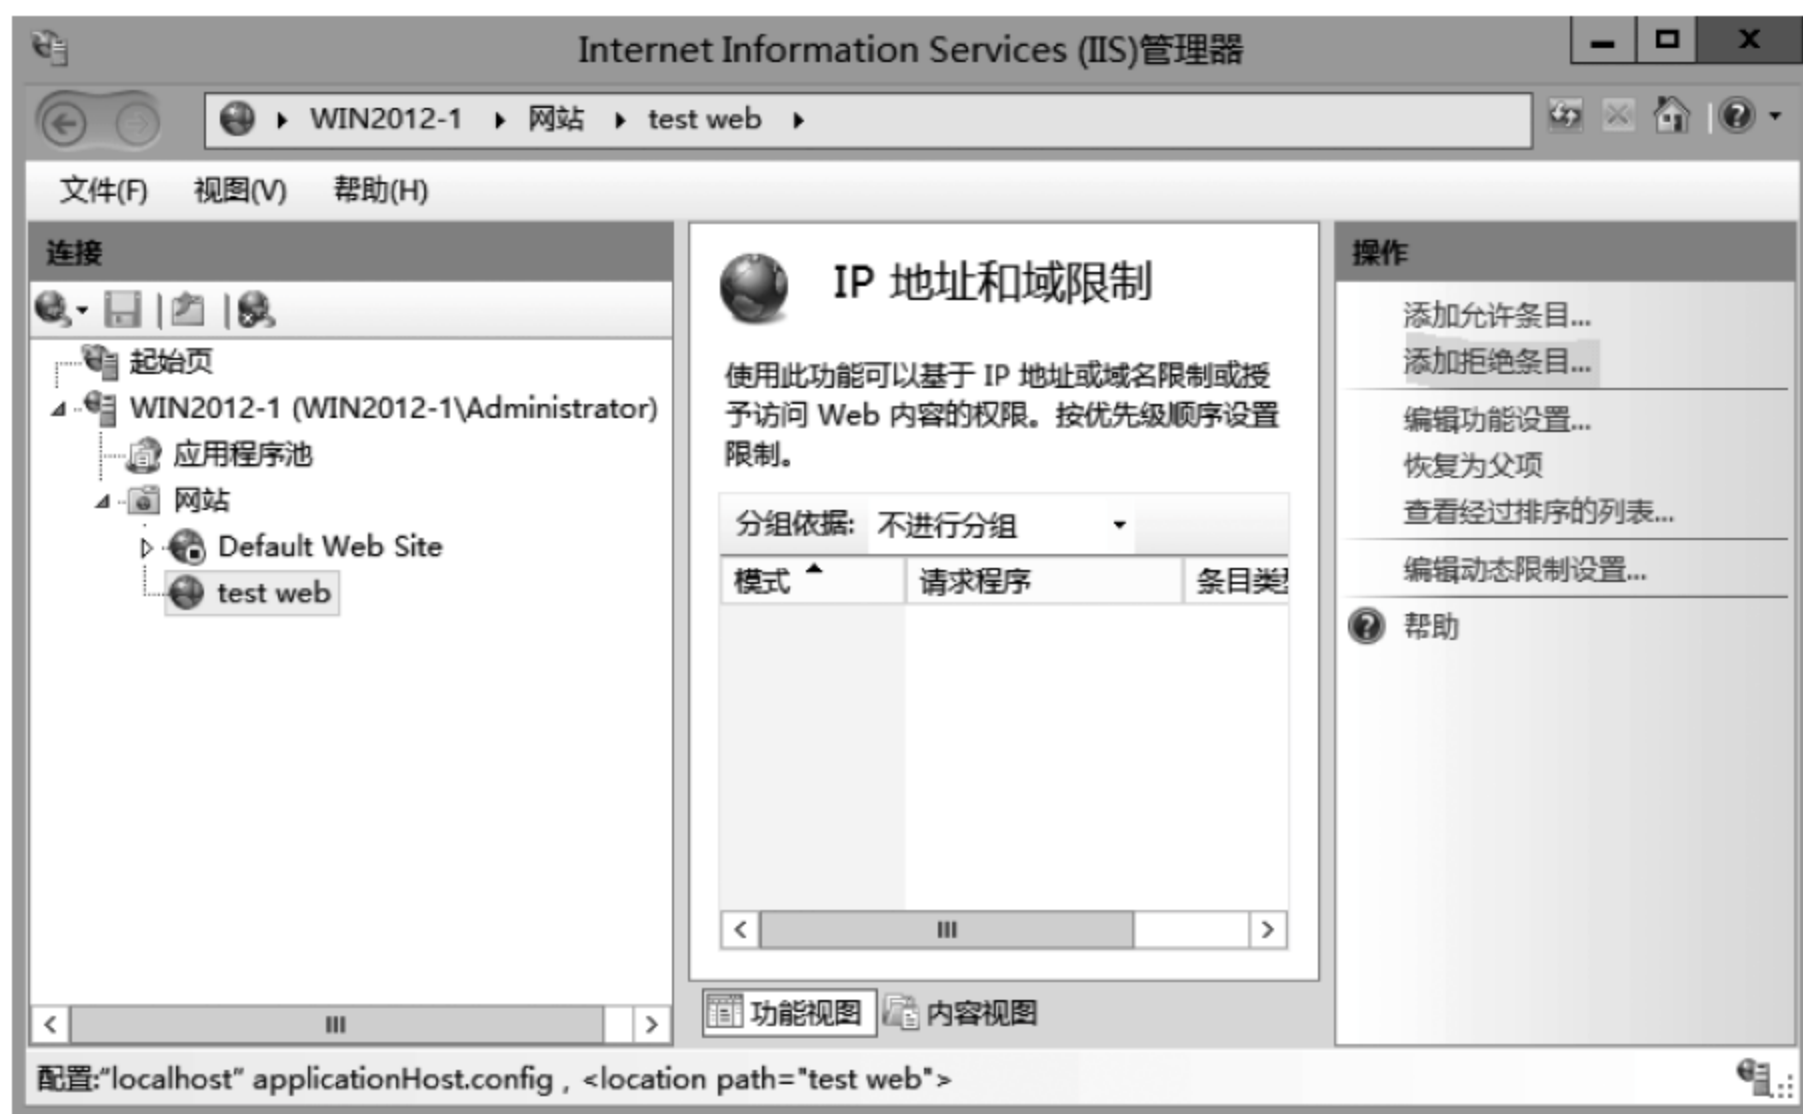 Internet Information Services (IIS)管理器
WIN2012-1 网站 test web
文件(F) 视图(V) 帮助(H)
连接
起始页
WIN2012-1 (WIN2012-1\Administrator)
应用程序池
网站
Default Web Site
test web
IP 地址和域限制
使用此功能可以基于 IP 地址或域名限制或授
予访问 Web 内容的权限。按优先级顺序设置
限制。
分组依据: 不进行分组
模式 请求程序 条目类型
功能视图 内容视图
操作
添加允许条目...
添加拒绝条目...
编辑功能设置...
恢复为父项
查看经过排序的列表...
编辑动态限制设置...
帮助
配置:"localhost" applicationHost.config , <location path="test web">